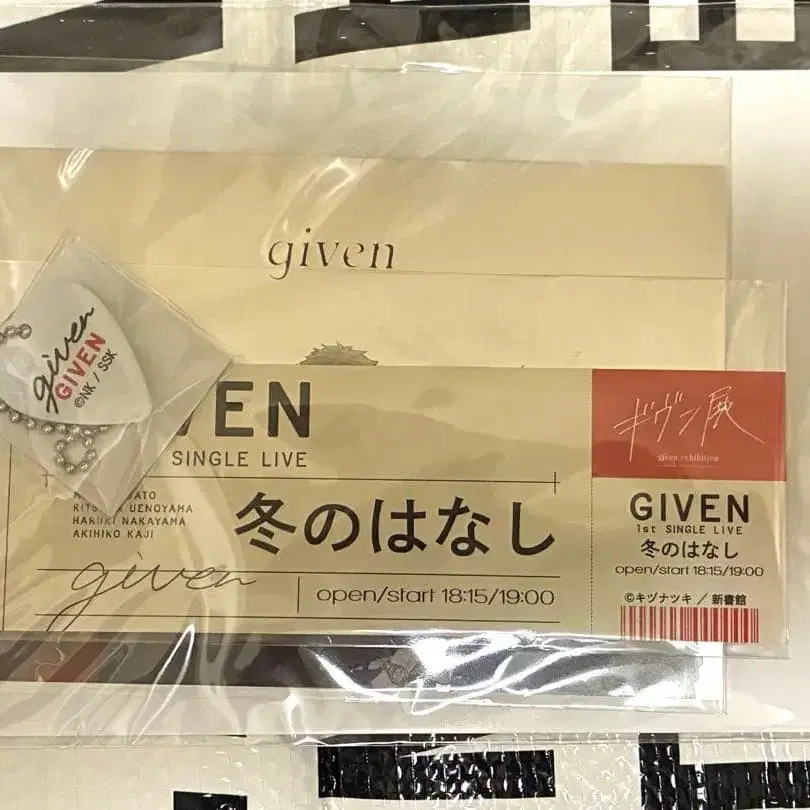 given
given
GIVEN
©NK / SSK
VEN
SINGLE LIVE
UENOYAMA
HARUKI NAKAYAMA
AKIHIKO KAJI
冬のはなし
given
open/start 18:15/19:00
ギヴン展
given exhibition
GIVEN
1st SINGLE LIVE
冬のはなし
open/start 18:15/19:00
©キヅナツキ／新書館